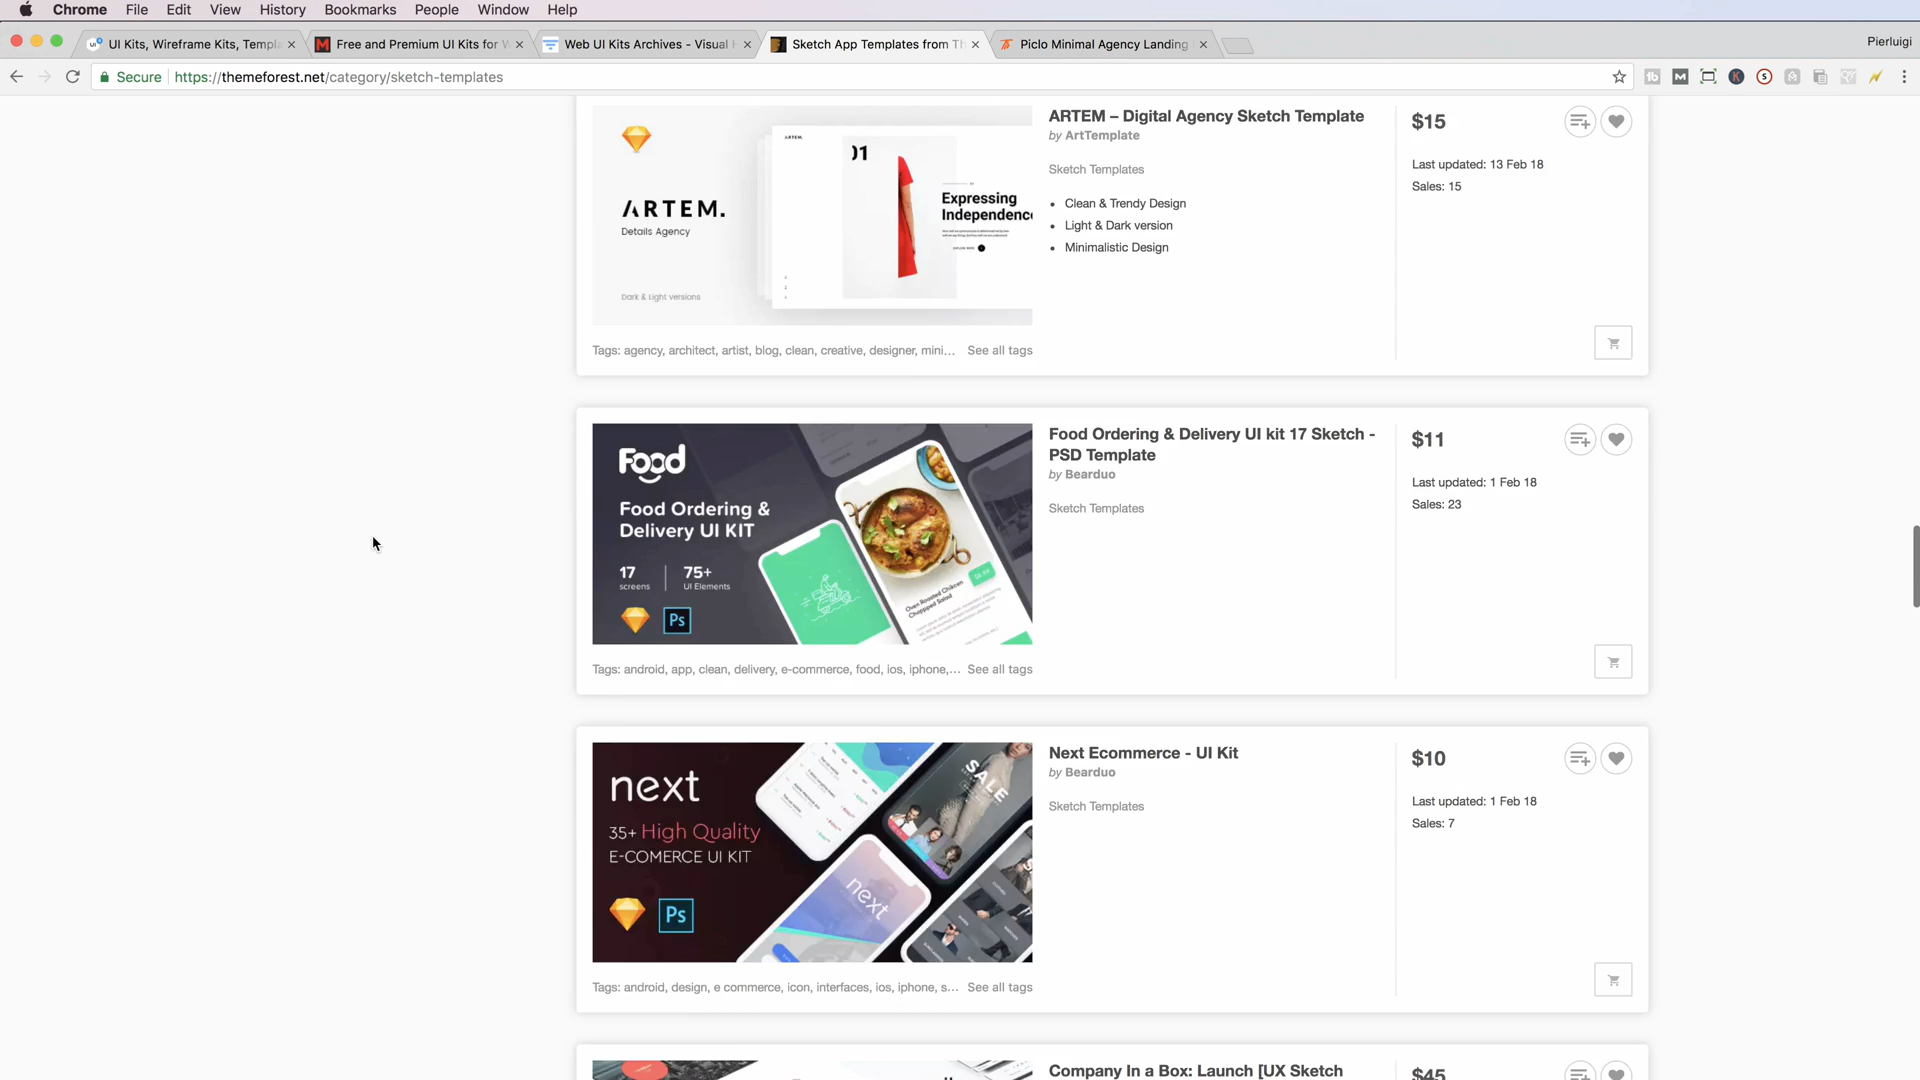 Chrome File Edit View History Bookmarks People Window Help
UI Kits, Wireframe Kits, Templa
Free and Premium UI Kits for W
Web UI Kits Archives - Visual H
Sketch App Templates from Th
Piclo Minimal Agency Landing
Pierluigi
Secure https://themeforest.net/category/sketch-templates
ARTEM.
Details Agency
Dark & Light versions
ARTEM.
01
Expressing
Independence
Tags: agency, architect, artist, blog, clean, creative, designer, mini... See all tags
ARTEM – Digital Agency Sketch Template
by ArtTemplate
Sketch Templates
• Clean & Trendy Design
• Light & Dark version
• Minimalistic Design
$15
Last updated: 13 Feb 18
Sales: 15
Food
Food Ordering &
Delivery UI KIT
17 75+
screens UI Elements
Ps
Oven Roasted Chikcen
Chopped Salad
Tags: android, app, clean, delivery, e-commerce, food, ios, iphone,... See all tags
Food Ordering & Delivery UI kit 17 Sketch -
PSD Template
by Bearduo
Sketch Templates
$11
Last updated: 1 Feb 18
Sales: 23
next
35+ High Quality
E-COMERCE UI KIT
Ps
SALE
next
Tags: android, design, e commerce, icon, interfaces, ios, iphone, s... See all tags
Next Ecommerce - UI Kit
by Bearduo
Sketch Templates
$10
Last updated: 1 Feb 18
Sales: 7
Company In a Box: Launch [UX Sketch
$45